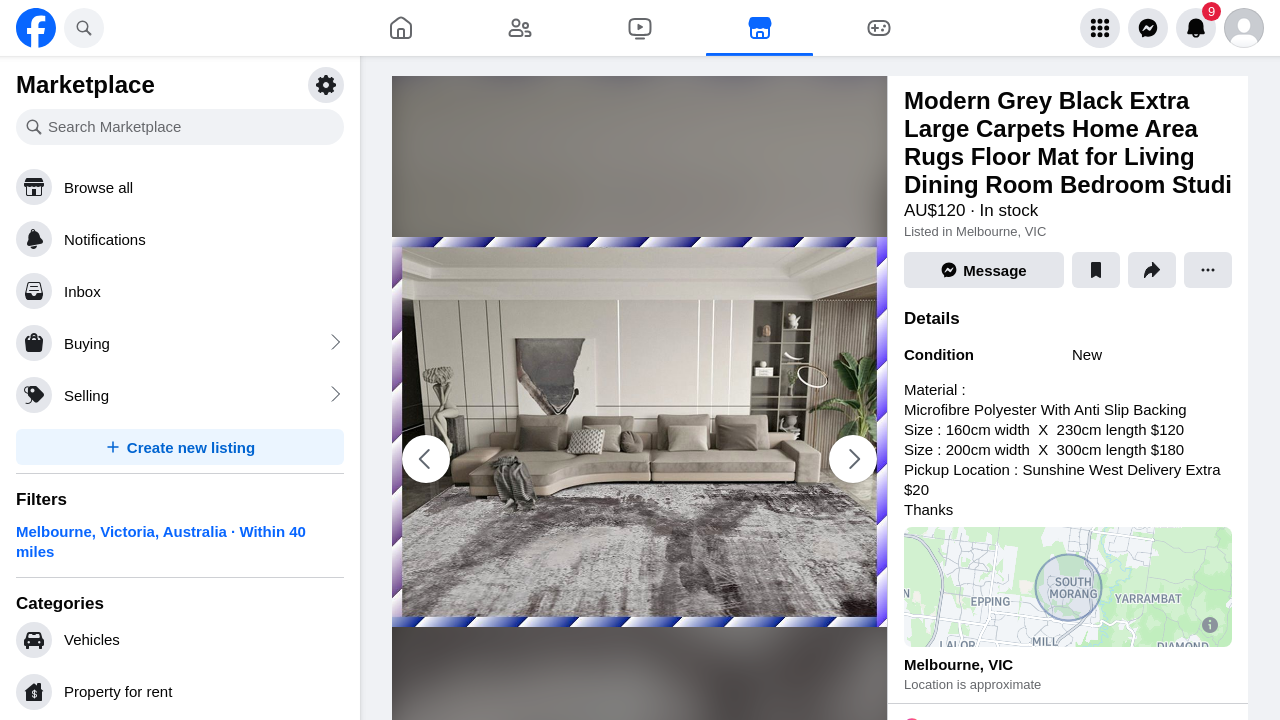 9
Marketplace
Search Marketplace
Browse all
Notifications
Inbox
Buying
Selling
Create new listing
Filters
Melbourne, Victoria, Australia · Within 40
miles
Categories
Vehicles
Property for rent
Modern Grey Black Extra
Large Carpets Home Area
Rugs Floor Mat for Living
Dining Room Bedroom Studi
AU$120 · In stock
Listed in Melbourne, VIC
Message
Details
Condition New
Material :
Microfibre Polyester With Anti Slip Backing
Size : 160cm width  X  230cm length $120
Size : 200cm width  X  300cm length $180
Pickup Location : Sunshine West Delivery Extra
$20
Thanks
SOUTH
MORANG
EPPING
YARRAMBAT
N
LALOR
MILL
DIAMOND
Melbourne, VIC
Location is approximate